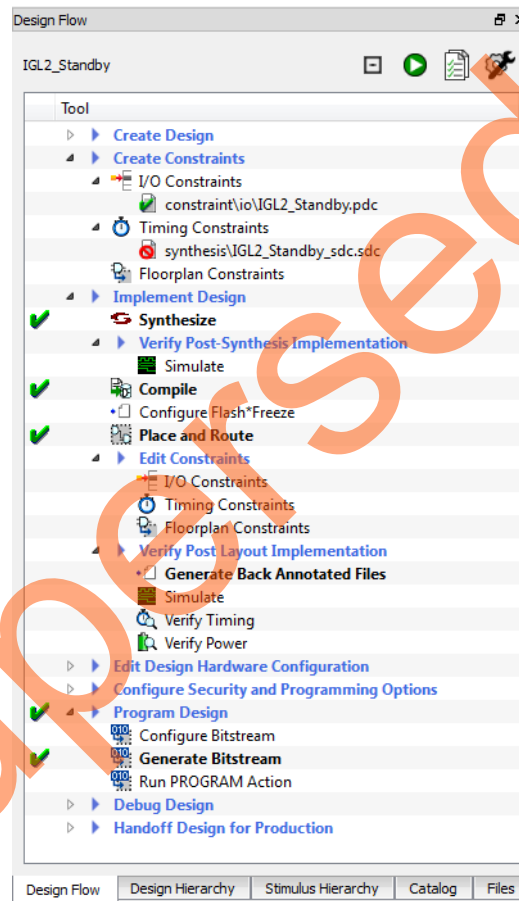 Design Flow
IGL2_Standby
Tool
Create Design
Create Constraints
I/O Constraints
constraint\io\IGL2_Standby.pdc
Timing Constraints
synthesis\IGL2_Standby_sdc.sdc
Floorplan Constraints
Implement Design
Synthesize
Verify Post-Synthesis Implementation
Simulate
Compile
Configure Flash*Freeze
Place and Route
Edit Constraints
I/O Constraints
Timing Constraints
Floorplan Constraints
Verify Post Layout Implementation
Generate Back Annotated Files
Simulate
Verify Timing
Verify Power
Edit Design Hardware Configuration
Configure Security and Programming Options
Program Design
Configure Bitstream
Generate Bitstream
Run PROGRAM Action
Debug Design
Handoff Design for Production
Design Flow Design Hierarchy Stimulus Hierarchy Catalog Files